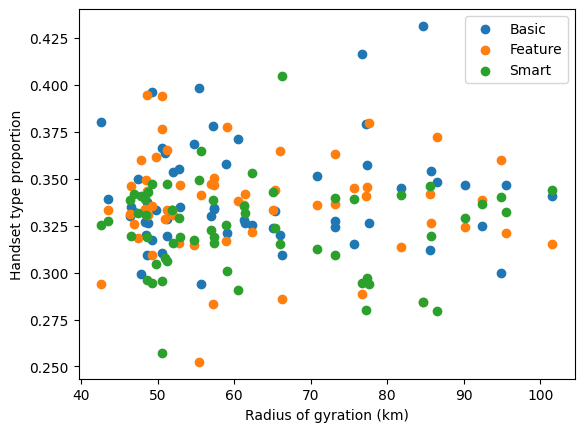 0.425
0.400
0.375
0.350
0.325
0.300
0.275
0.250
Handset type proportion
Basic
Feature
Smart
40 50 60 70 80 90 100
Radius of gyration (km)